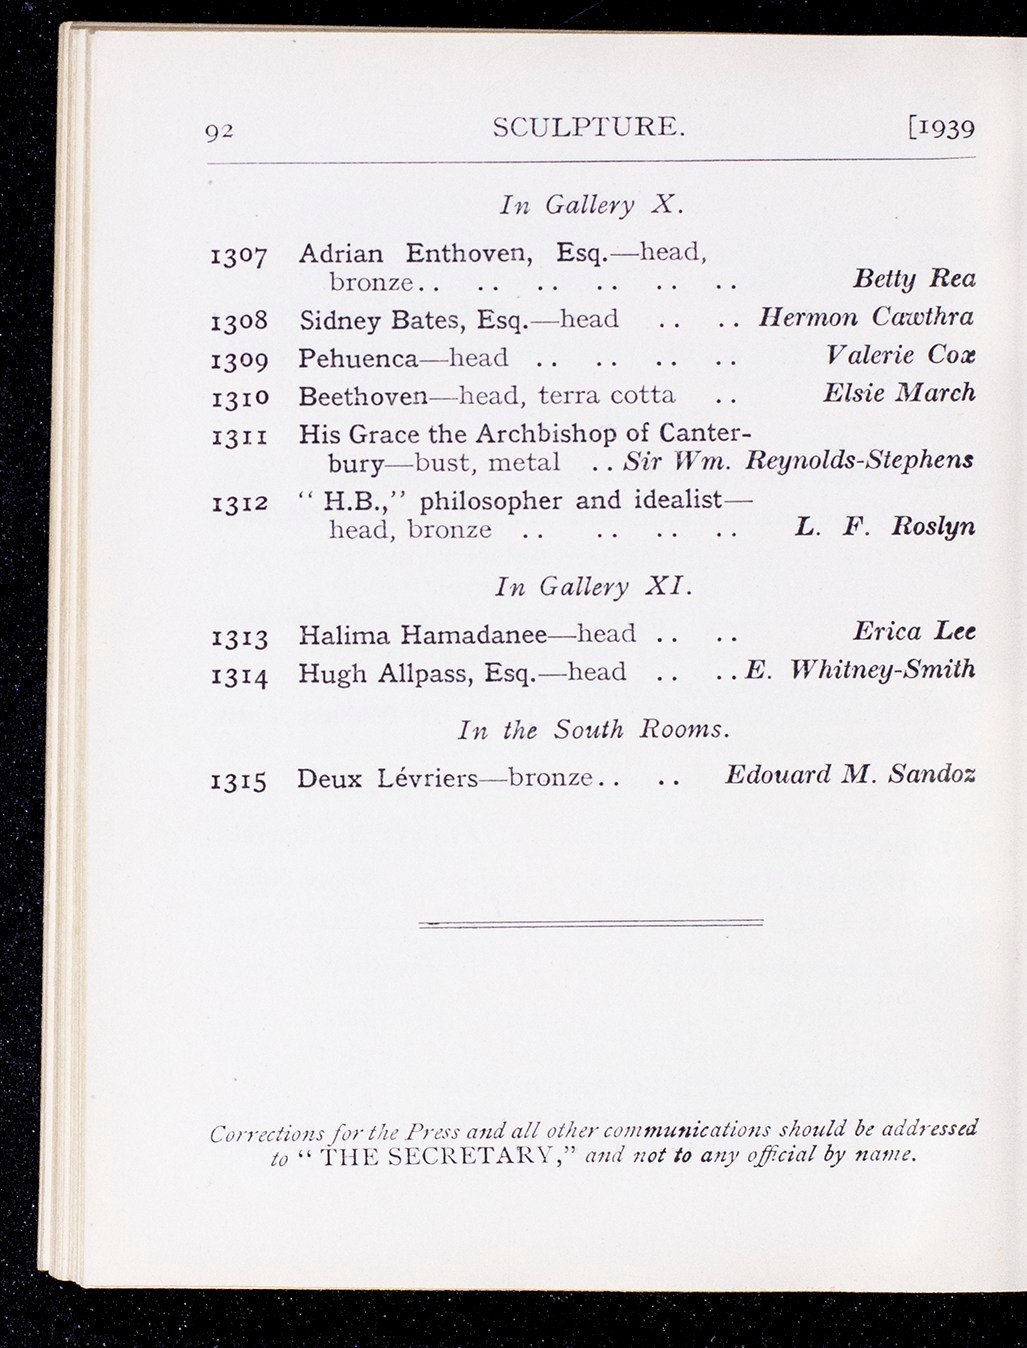 92 SCULPTURE. [1939
In Gallery X.
1307 Adrian Enthoven, Esq.—head,
bronze.. .. .. .. .. .. Betty Rea
1308 Sidney Bates, Esq.—head .. .. Hermon Cawthra
1309 Pehuenca—head .. .. .. .. Valerie Cox
1310 Beethoven—head, terra cotta .. Elsie March
1311 His Grace the Archbishop of Canter-
bury—bust, metal .. Sir Wm. Reynolds-Stephens
1312 “ H.B.,” philosopher and idealist—
head, bronze .. .. .. .. L. F. Roslyn
In Gallery XI.
1313 Halima Hamadanee—head .. .. Erica Lee
1314 Hugh Allpass, Esq.—head .. .. E. Whitney-Smith
In the South Rooms.
1315 Deux Lévriers—bronze.. .. Edouard M. Sandoz
Corrections for the Press and all other communications should be addressed
to “ THE SECRETARY,” and not to any official by name.